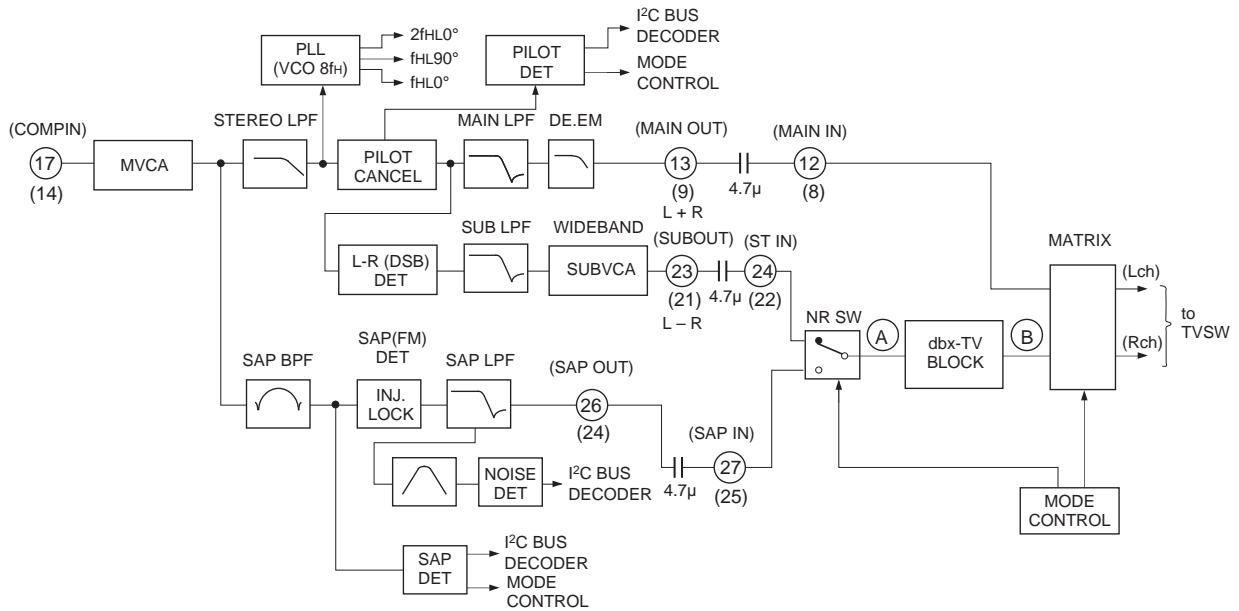 2fHL0°
PLL
(VCO 8fH)
fHL90°
fHL0°
PILOT
DET
I²C BUS
DECODER
MODE
CONTROL
(COMPIN)
17
(14)
MVCA
STEREO LPF
PILOT
CANCEL
MAIN LPF
DE.EM
(MAIN OUT)
13
(9)
L + R
4.7μ
(MAIN IN)
12
(8)
L-R (DSB)
DET
SUB LPF
WIDEBAND
SUBVCA
(SUBOUT)
23
(21)
L – R
4.7μ
(ST IN)
24
(22)
NR SW
A
dbx-TV
BLOCK
B
MATRIX
(Lch)
(Rch)
to
TVSW
SAP BPF
SAP(FM)
DET
INJ.
LOCK
SAP LPF
(SAP OUT)
26
(24)
4.7μ
(SAP IN)
27
(25)
NOISE
DET
I²C BUS
DECODER
MODE
CONTROL
SAP
DET
I²C BUS
DECODER
MODE
CONTROL